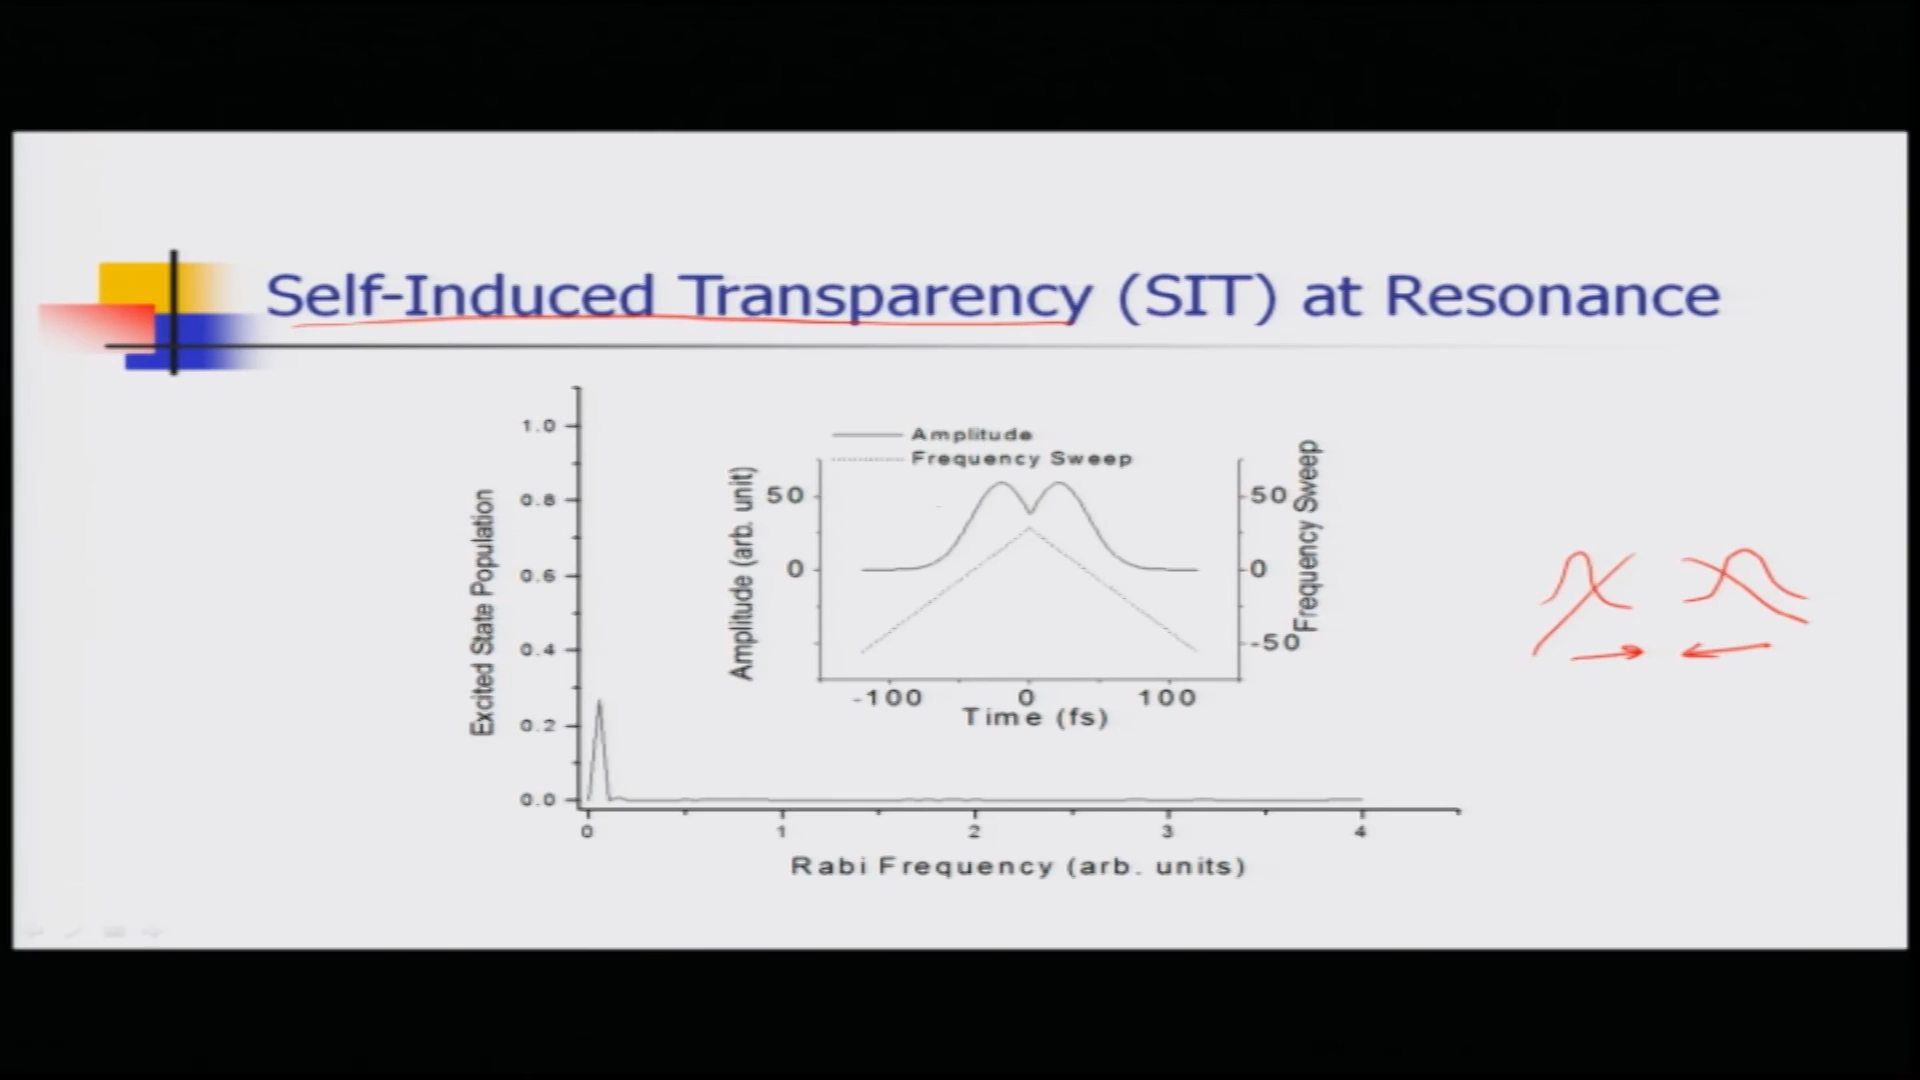 Self-Induced Transparency (SIT) at Resonance
Excited State Population
1.0
0.8
0.6
0.4
0.2
0.0
0 1 2 3 4
Rabi Frequency (arb. units)
Amplitude
Frequency Sweep
Amplitude (arb. unit)
50
0
50
0
-50
Frequency Sweep
-100 0 100
Time (fs)